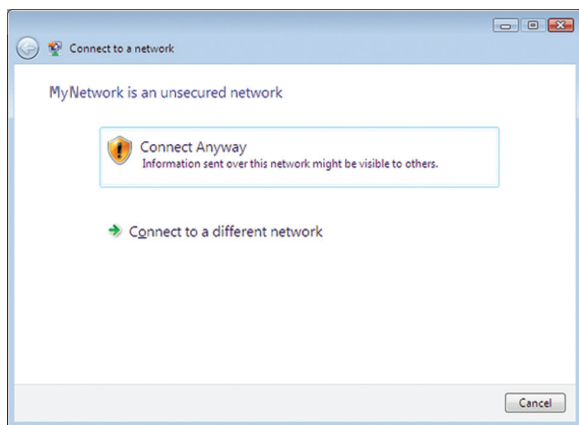 Connect to a network
MyNetwork is an unsecured network
Connect Anyway
Information sent over this network might be visible to others.
Connect to a different network
Cancel